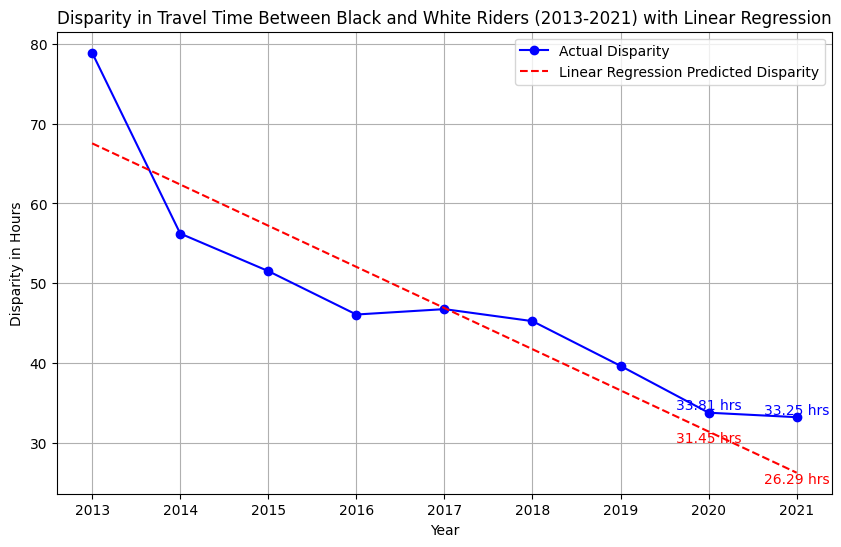 Disparity in Travel Time Between Black and White Riders (2013-2021) with Linear Regression
Actual Disparity
Linear Regression Predicted Disparity
80
70
60
50
40
30
Disparity in Hours
33.81 hrs
33.25 hrs
31.45 hrs
26.29 hrs
2013 2014 2015 2016 2017 2018 2019 2020 2021
Year